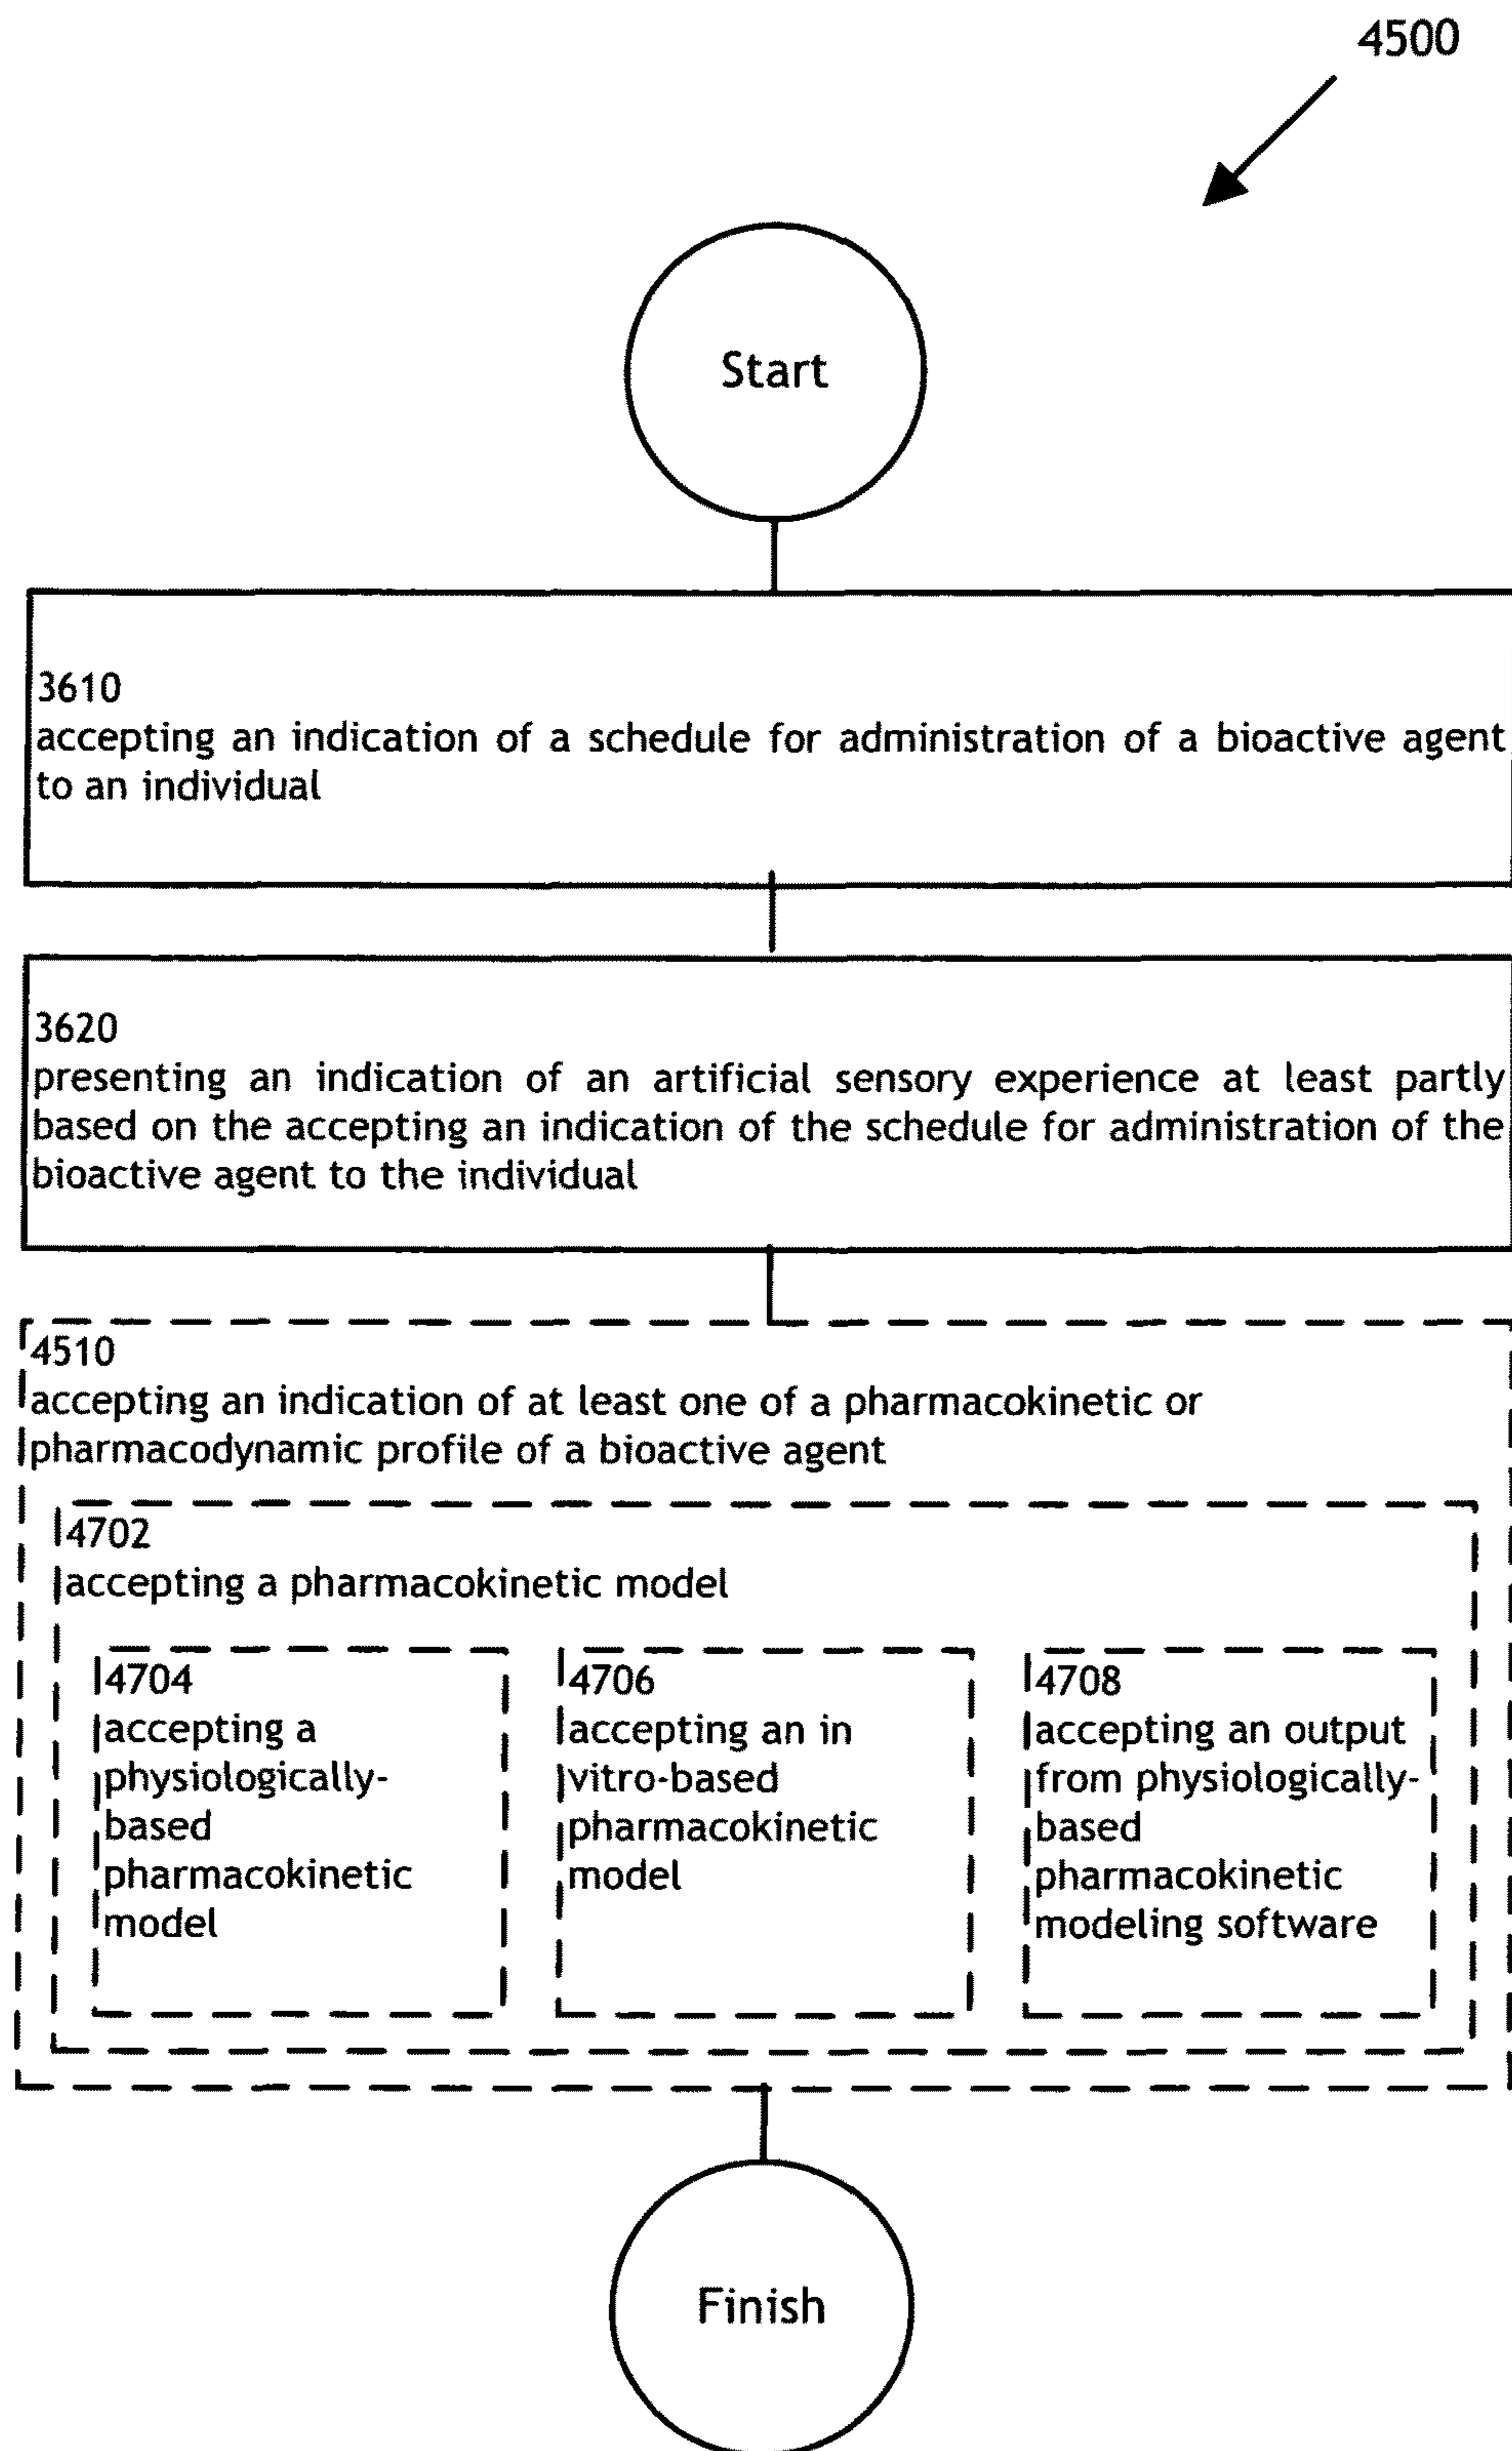 4500
Start
3610
accepting an indication of a schedule for administration of a bioactive agent
to an individual
3620
presenting an indication of an artificial sensory experience at least partly
based on the accepting an indication of the schedule for administration of the
bioactive agent to the individual
4510
accepting an indication of at least one of a pharmacokinetic or
pharmacodynamic profile of a bioactive agent
4702
accepting a pharmacokinetic model
4704
accepting a
physiologically-
based
pharmacokinetic
model
4706
accepting an in
vitro-based
pharmacokinetic
model
4708
accepting an output
from physiologically-
based
pharmacokinetic
modeling software
Finish